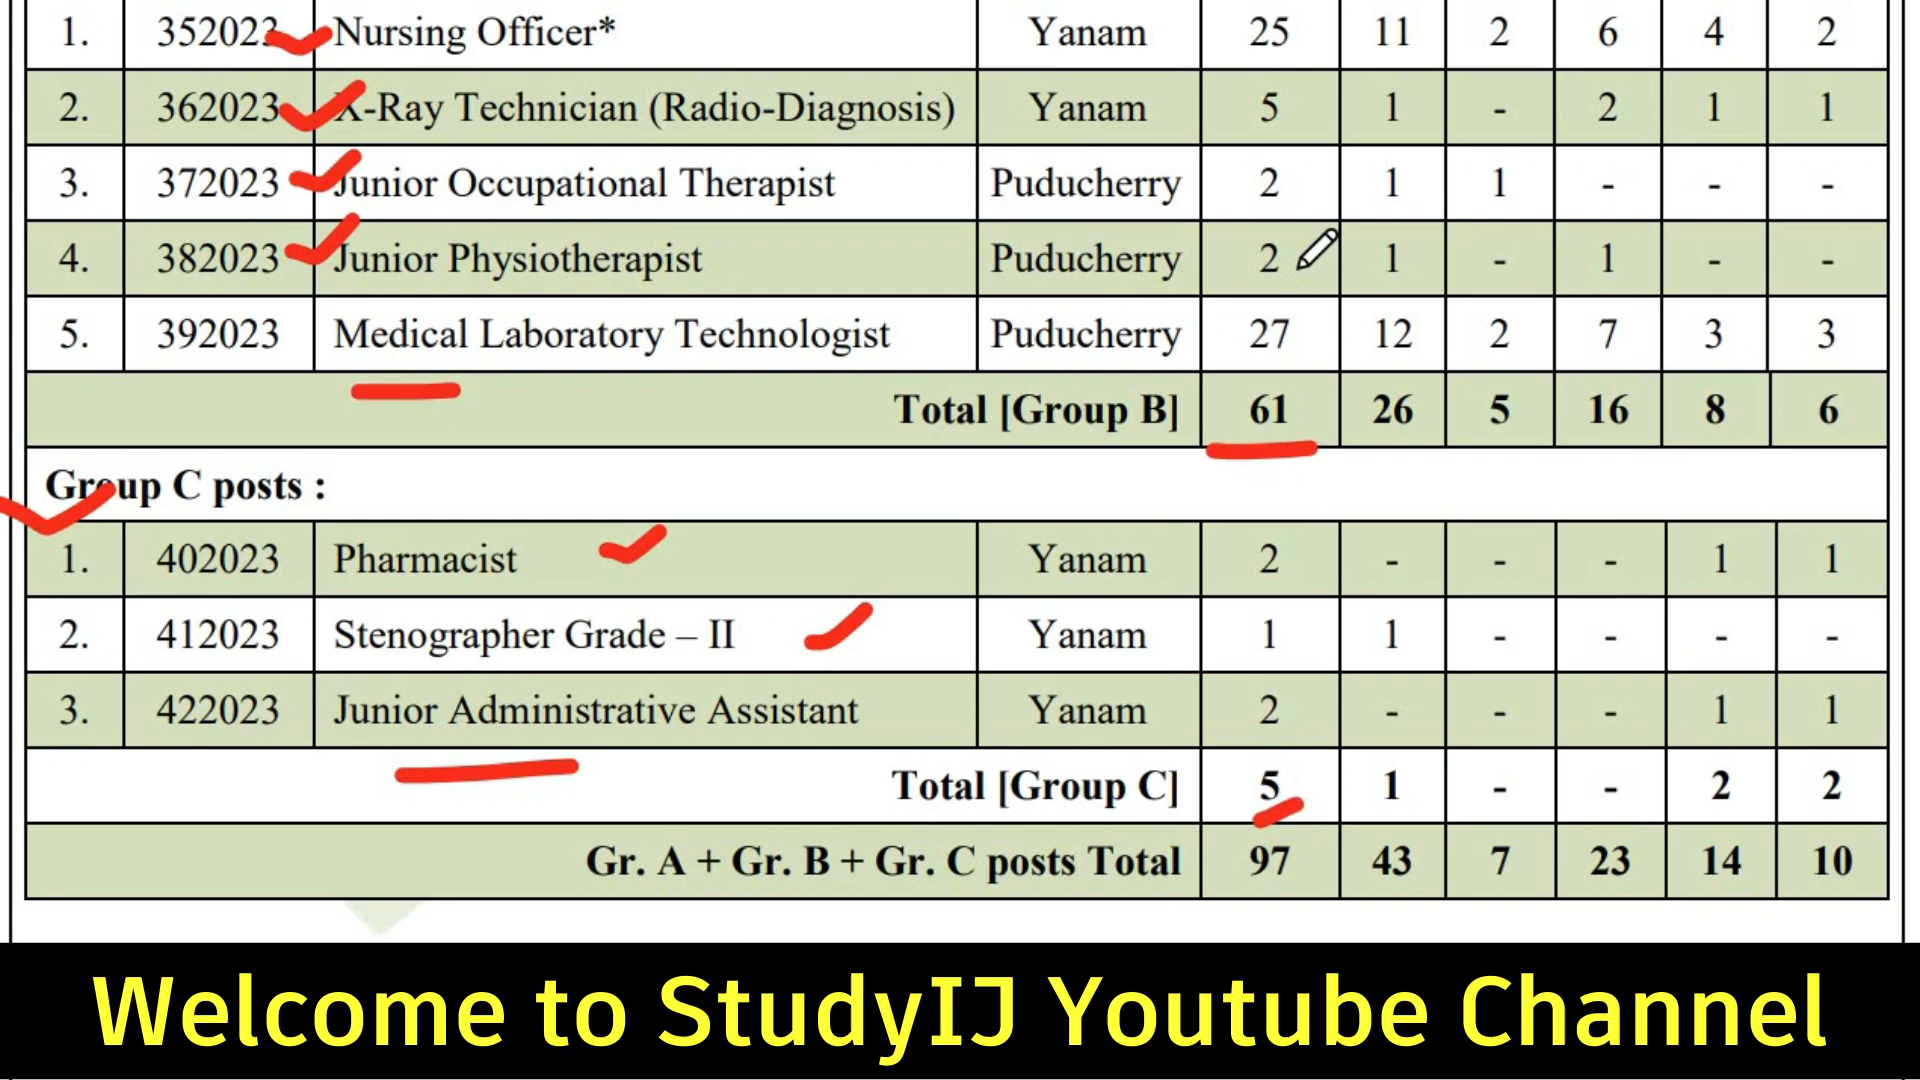 1. 352023 Nursing Officer* Yanam 25 11 2 6 4 2
2. 362023 X-Ray Technician (Radio-Diagnosis) Yanam 5 1 - 2 1 1
3. 372023 Junior Occupational Therapist Puducherry 2 1 1 - - -
4. 382023 Junior Physiotherapist Puducherry 2 1 - 1 - -
5. 392023 Medical Laboratory Technologist Puducherry 27 12 2 7 3 3
Total [Group B] 61 26 5 16 8 6
Group C posts :
1. 402023 Pharmacist Yanam 2 - - - 1 1
2. 412023 Stenographer Grade – II Yanam 1 1 - - - -
3. 422023 Junior Administrative Assistant Yanam 2 - - - 1 1
Total [Group C] 5 1 - - 2 2
Gr. A + Gr. B + Gr. C posts Total 97 43 7 23 14 10
Welcome to StudyIJ Youtube Channel